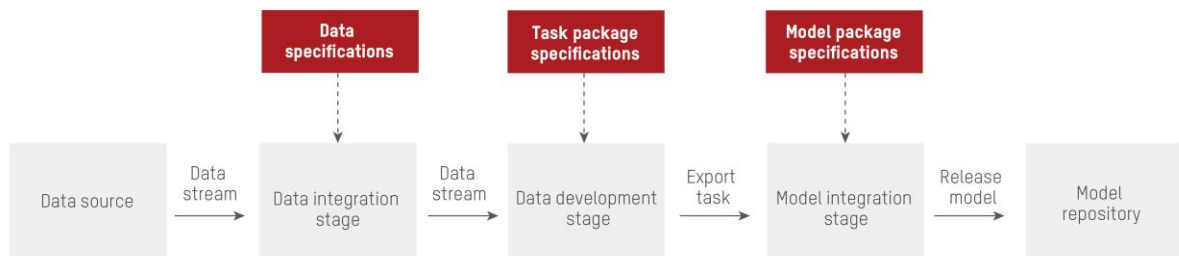 Data
specifications
Task package
specifications
Model package
specifications
Data source
Data
stream
Data integration
stage
Data
stream
Data development
stage
Export
task
Model integration
stage
Release
model
Model
repository